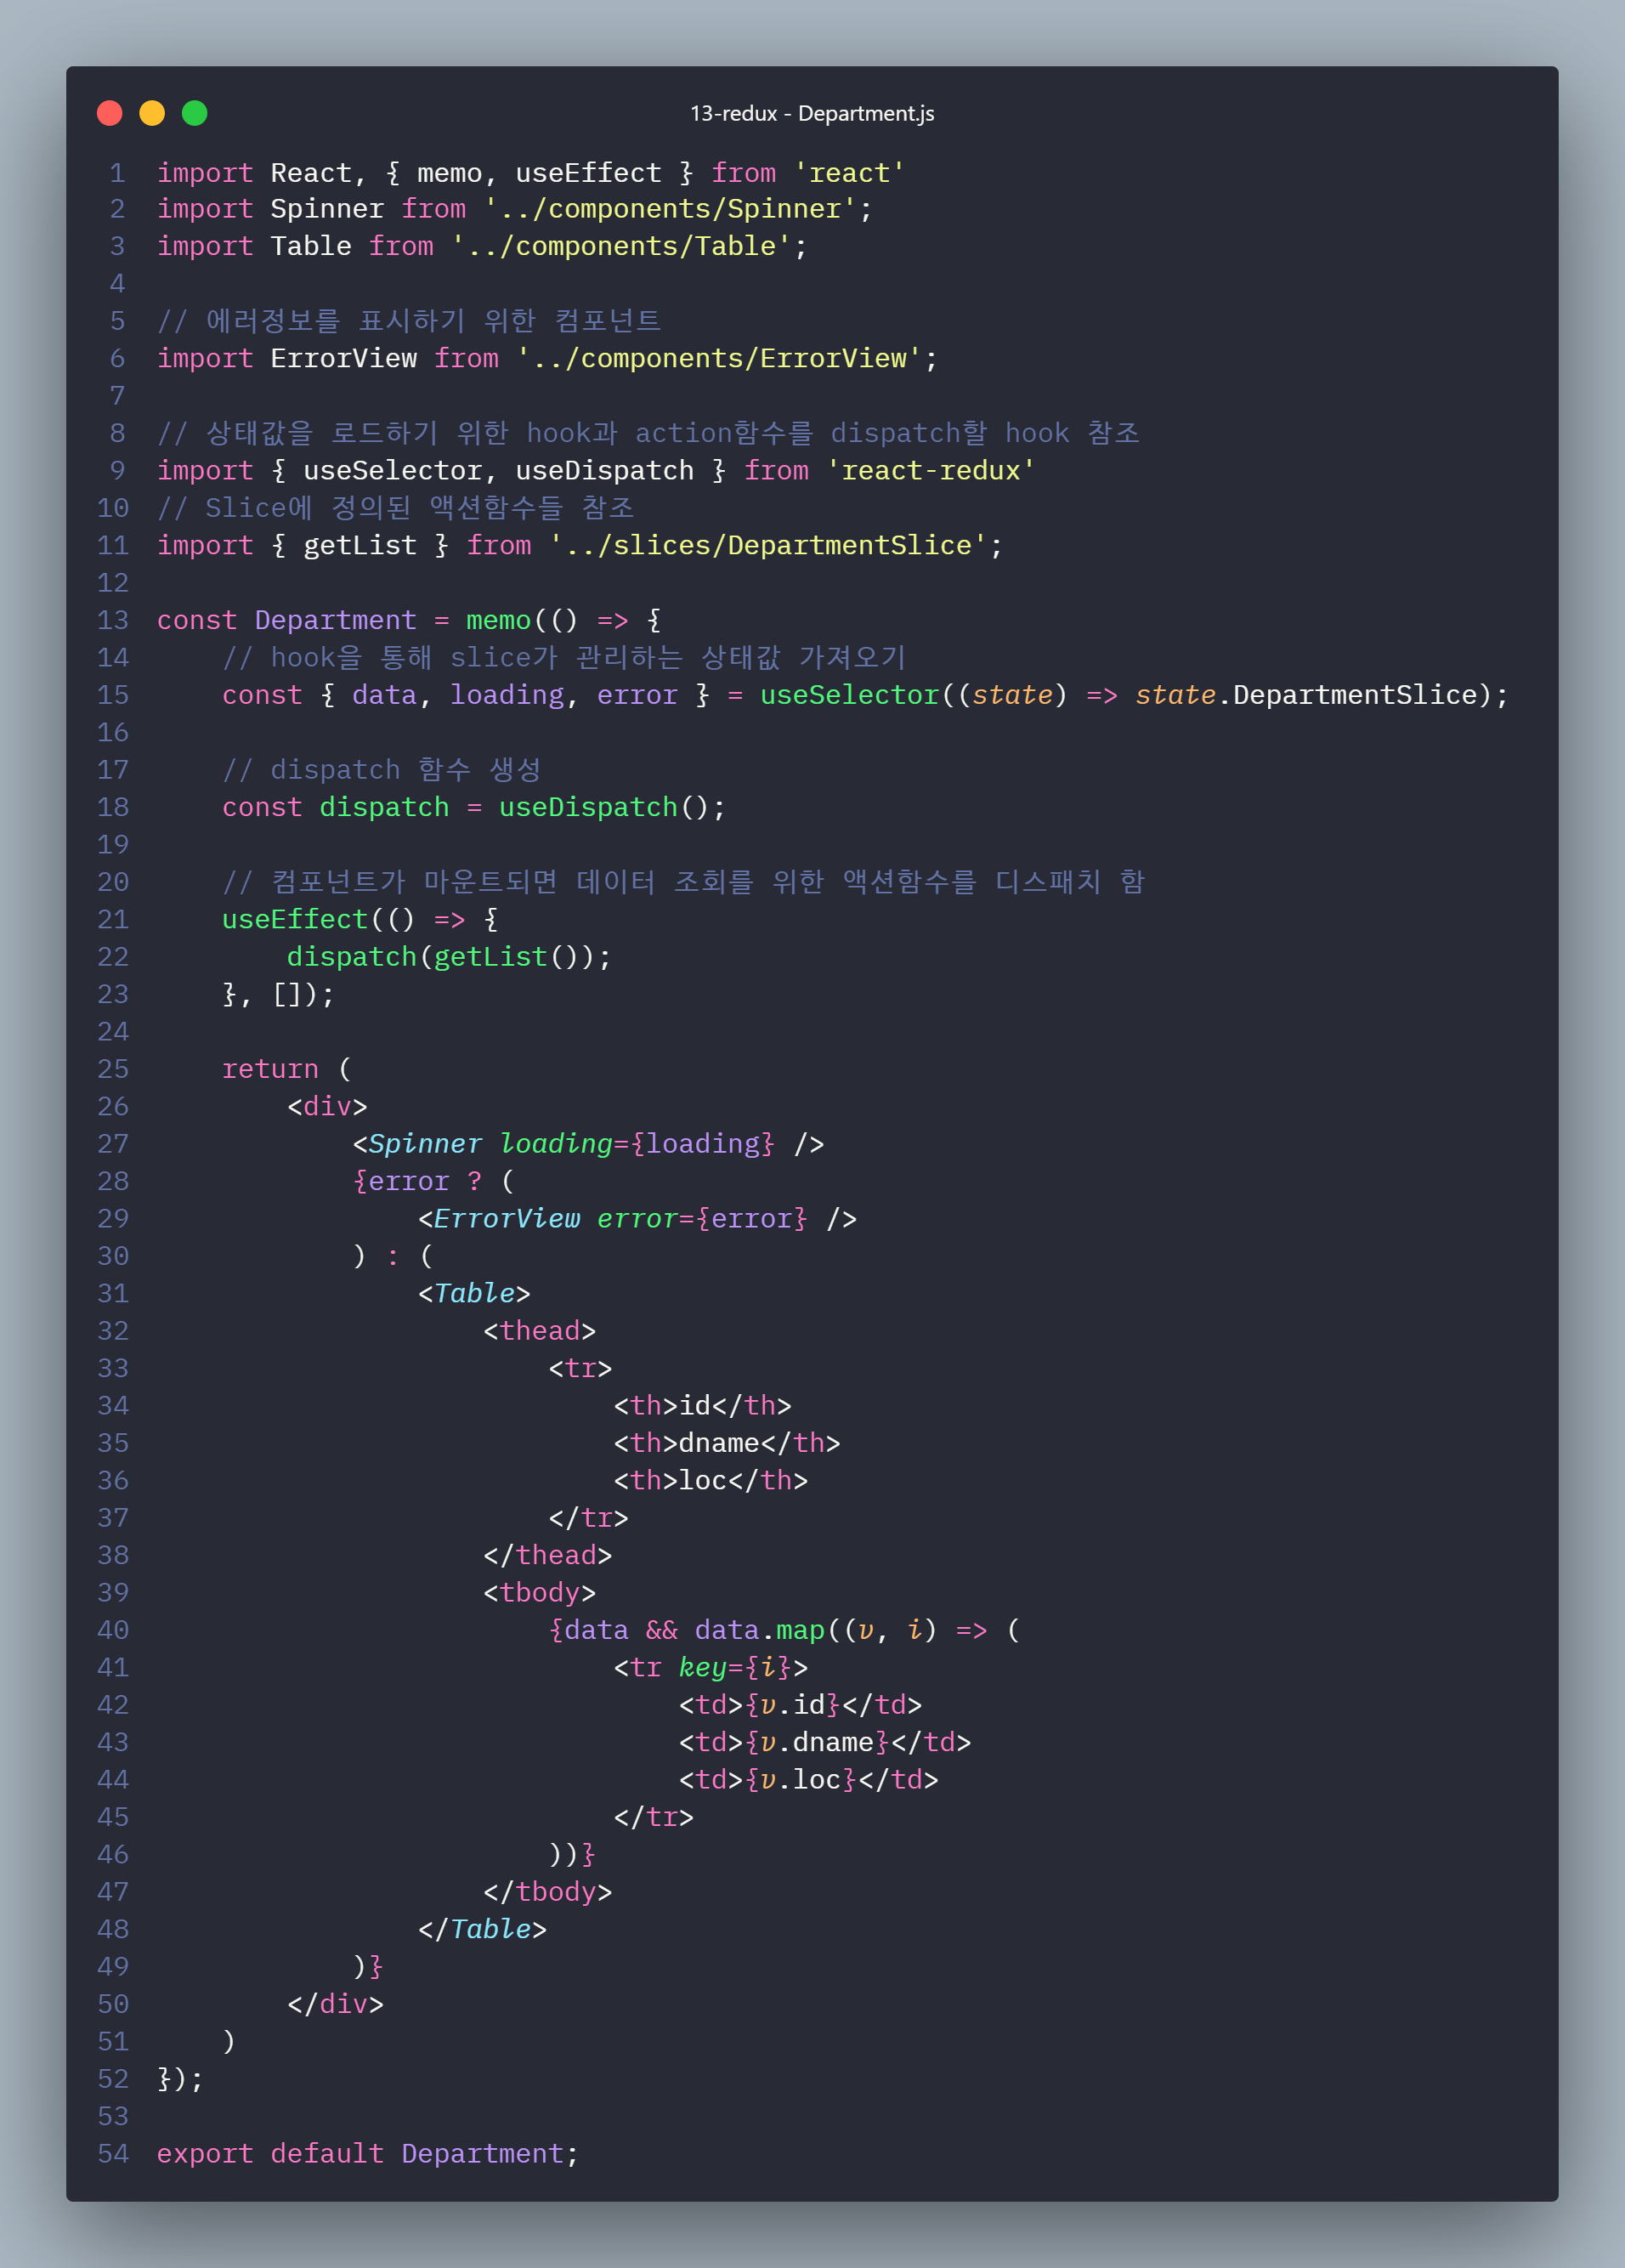 13-redux - Department.js
1 import React, { memo, useEffect } from 'react'
2 import Spinner from '../components/Spinner';
3 import Table from '../components/Table';
4
5 // 에러정보를 표시하기 위한 컴포넌트
6 import ErrorView from '../components/ErrorView';
7
8 // 상태값을 로드하기 위한 hook과 action함수를 dispatch할 hook 참조
9 import { useSelector, useDispatch } from 'react-redux'
10 // Slice에 정의된 액션함수들 참조
11 import { getList } from '../slices/DepartmentSlice';
12
13 const Department = memo(() => {
14     // hook을 통해 slice가 관리하는 상태값 가져오기
15     const { data, loading, error } = useSelector((state) => state.DepartmentSlice);
16
17     // dispatch 함수 생성
18     const dispatch = useDispatch();
19
20     // 컴포넌트가 마운트되면 데이터 조회를 위한 액션함수를 디스패치 함
21     useEffect(() => {
22         dispatch(getList());
23     }, []);
24
25     return (
26         <div>
27             <Spinner loading={loading} />
28             {error ? (
29                 <ErrorView error={error} />
30             ) : (
31                 <Table>
32                     <thead>
33                         <tr>
34                             <th>id</th>
35                             <th>dname</th>
36                             <th>loc</th>
37                         </tr>
38                     </thead>
39                     <tbody>
40                         {data && data.map((v, i) => (
41                             <tr key={i}>
42                                 <td>{v.id}</td>
43                                 <td>{v.dname}</td>
44                                 <td>{v.loc}</td>
45                             </tr>
46                         ))}
47                     </tbody>
48                 </Table>
49             )}
50         </div>
51     )
52 });
53
54 export default Department;